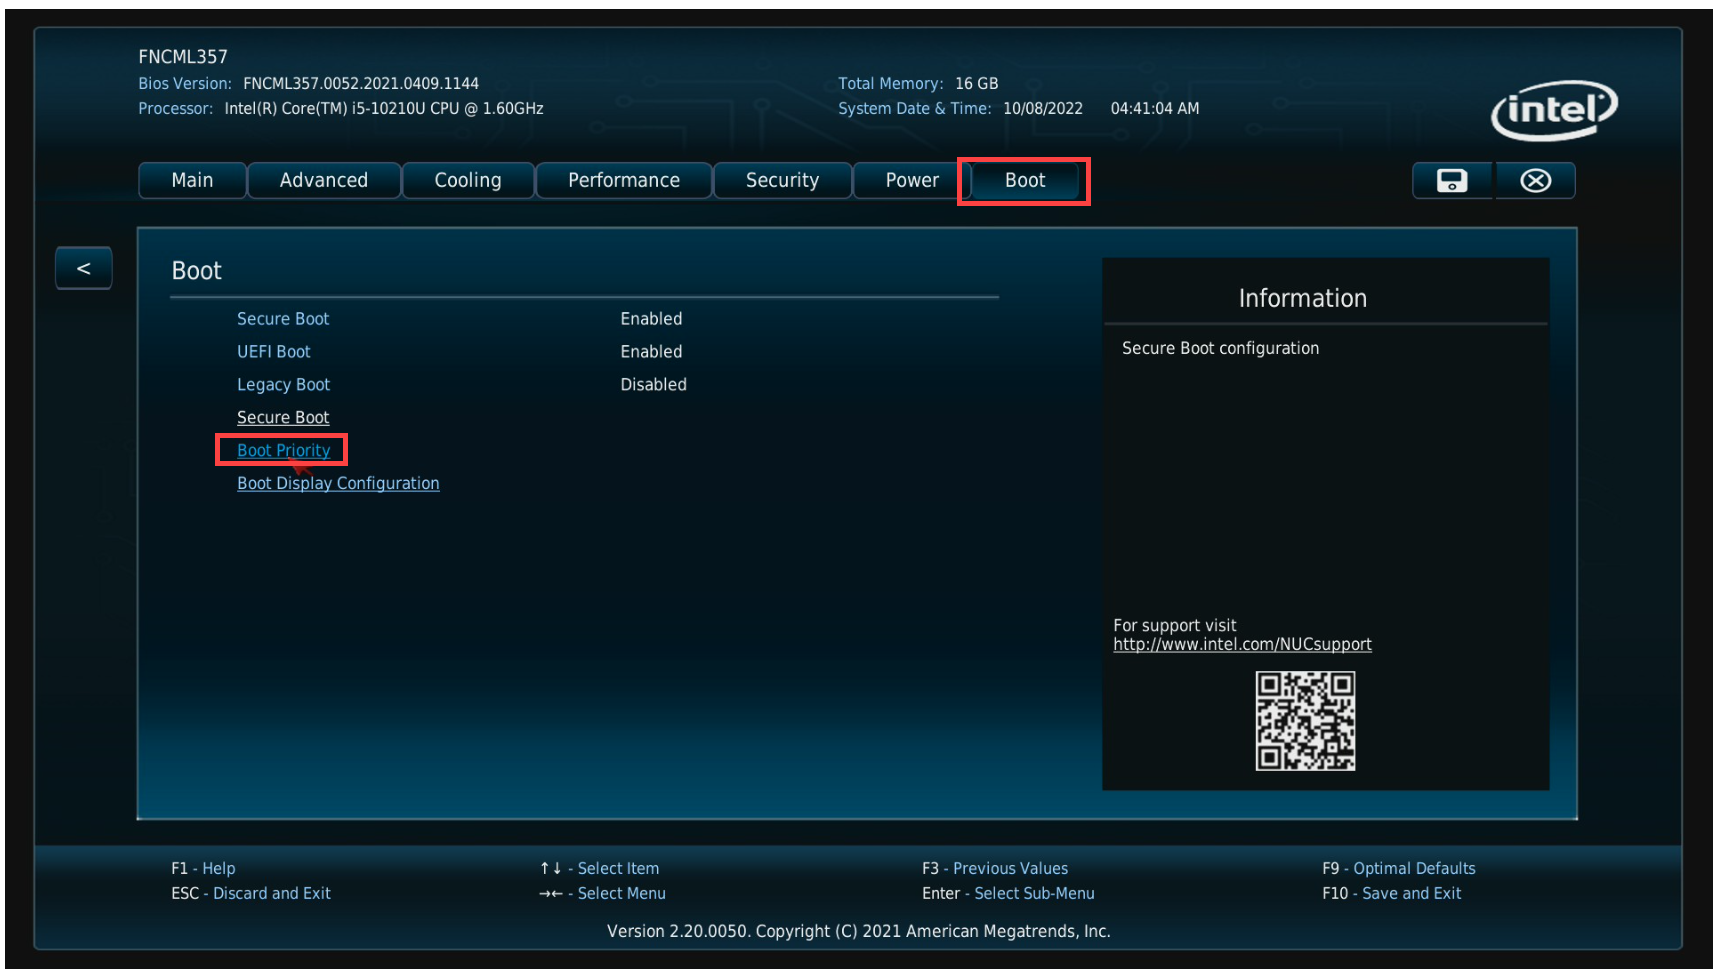 FNCML357
Bios Version: FNCML357.0052.2021.0409.1144
Processor: Intel(R) Core(TM) i5-10210U CPU @ 1.60GHz
Total Memory: 16 GB
System Date & Time: 10/08/2022 04:41:04 AM
intel
Main Advanced Cooling Performance Security Power Boot
<
Boot
Secure Boot Enabled
UEFI Boot Enabled
Legacy Boot Disabled
Secure Boot
Boot Priority
Boot Display Configuration
Information
Secure Boot configuration
For support visit
http://www.intel.com/NUCsupport
F1 - Help ↑↓ - Select Item F3 - Previous Values F9 - Optimal Defaults
ESC - Discard and Exit →← - Select Menu Enter - Select Sub-Menu F10 - Save and Exit
Version 2.20.0050. Copyright (C) 2021 American Megatrends, Inc.